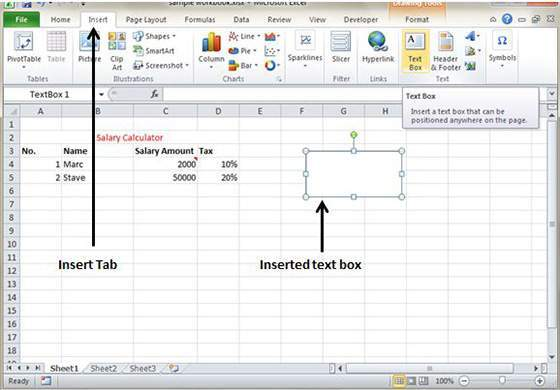 Sample Workbook.xlsx - Microsoft Excel
Drawing Tools
File Home Insert Page Layout Formulas Data Review View Developer Format
PivotTable Table Picture Clip Art Shapes SmartArt Screenshot Column Line Pie Bar Sparklines Slicer Hyperlink Text Box Header & Footer Symbols
Tables Illustrations Charts Filter Links Text
TextBox 1 fx
Text Box
Insert a text box that can be
positioned anywhere on the page.
A B C D E F G H
1
2 Salary Calculator
3 No. Name Salary Amount Tax
4 1 Marc 2000 10%
5 2 Stave 50000 20%
6
7
8
9
10
11 Insert Tab Inserted text box
12
13
14
15
16
17
18
Sheet1 Sheet2 Sheet3
Ready 100%